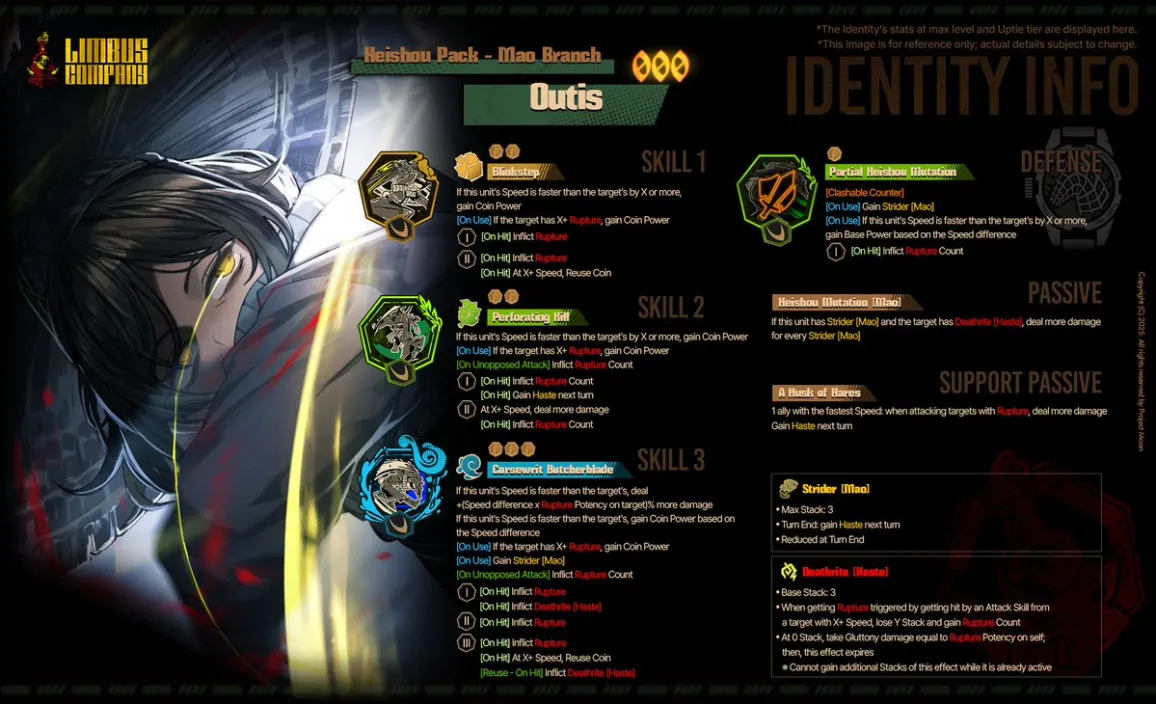 LIMBUS
COMPANY
Heishou Pack - Mao Branch
000
Outis
*The Identity's stats at max level and Uptie tier are displayed here.
*This image is for reference only; actual details subject to change.
IDENTITY INFO
SKILL 1
Blinkstep
If this unit's Speed is faster than the target's by X or more,
gain Coin Power
[On Use] If the target has X+ Rupture, gain Coin Power
I [On Hit] Inflict Rupture
II [On Hit] Inflict Rupture
[On Hit] At X+ Speed, Reuse Coin
SKILL 2
Perforating Kill
If this unit's Speed is faster than the target's by X or more, gain Coin Power
[On Use] If the target has X+ Rupture, gain Coin Power
[On Unopposed Attack] Inflict Rupture Count
I [On Hit] Inflict Rupture Count
[On Hit] Gain Haste next turn
II At X+ Speed, deal more damage
[On Hit] Inflict Rupture Count
SKILL 3
Cursewrit Butcherblade
If this unit's Speed is faster than the target's, deal
+(Speed difference x Rupture Potency on target)% more damage
If this unit's Speed is faster than the target's, gain Coin Power based on
the Speed difference
[On Use] If the target has X+ Rupture, gain Coin Power
[On Use] Gain Strider [Mao]
[On Unopposed Attack] Inflict Rupture Count
I [On Hit] Inflict Rupture
[On Hit] Inflict Deathrite [Haste]
II [On Hit] Inflict Rupture
III [On Hit] Inflict Rupture
[On Hit] At X+ Speed, Reuse Coin
[Reuse - On Hit] Inflict Deathrite [Haste]
DEFENSE
Partial Heishou Mutation
[Clashable Counter]
[On Use] Gain Strider [Mao]
[On Use] If this unit's Speed is faster than the target's by X or more,
gain Base Power based on the Speed difference
I [On Hit] Inflict Rupture Count
PASSIVE
Heishou Mutation [Mao]
If this unit has Strider [Mao] and the target has Deathrite [Haste], deal more damage
for every Strider [Mao]
SUPPORT PASSIVE
A Husk of Hares
1 ally with the fastest Speed: when attacking targets with Rupture, deal more damage
Gain Haste next turn
Strider [Mao]
• Max Stack: 3
• Turn End: gain Haste next turn
• Reduced at Turn End
Deathrite [Haste]
• Base Stack: 3
• When getting Rupture triggered by getting hit by an Attack Skill from
a target with X+ Speed, lose Y Stack and gain Rupture Count
• At 0 Stack, take Gluttony damage equal to Rupture Potency on self;
then, this effect expires
※ Cannot gain additional Stacks of this effect while it is already active
Copyright (C) 2025. All rights reserved by Project Moon